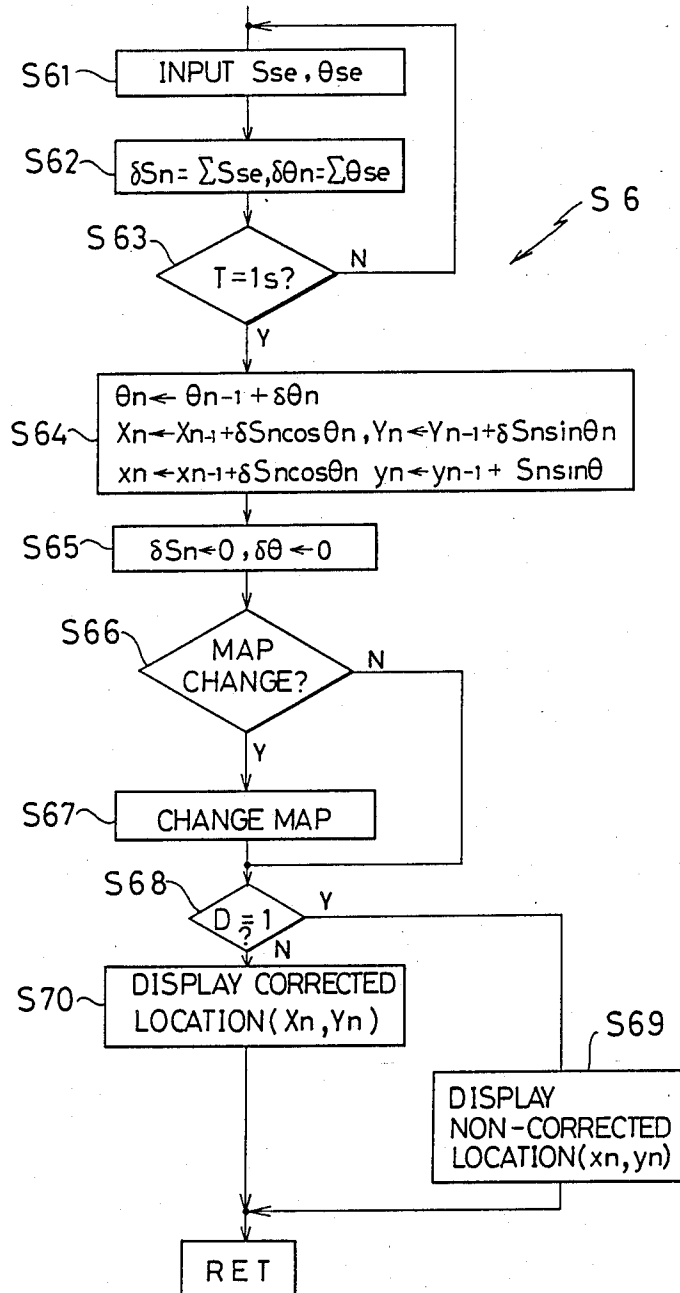 S61
INPUT Sse, θse
S62
δSn= ∑Sse, δθn=∑θse
S 6
S63
T=1s?
N
Y
S64
θn← θn-1 + δθn
Xn←Xn-1+δSncosθn, Yn←Yn-1+δSnsinθn
xn←xn-1+δSncosθn yn←yn-1+ Snsinθ
S65
δSn←0, δθ←0
S66
MAP
CHANGE?
N
Y
S67
CHANGE MAP
S68
D = 1
?
Y
N
S70
DISPLAY CORRECTED
LOCATION(Xn,Yn)
S69
DISPLAY
NON-CORRECTED
LOCATION(xn,yn)
RET